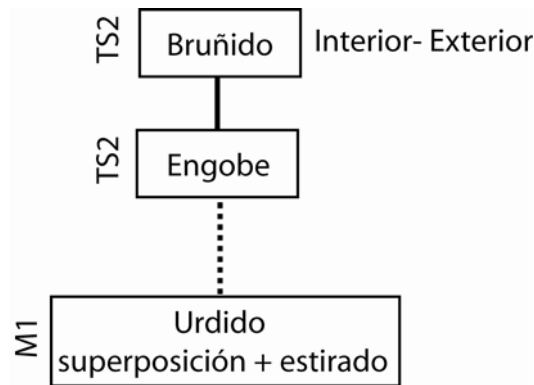 TS2
Bruñido
Interior- Exterior
TS2
Engobe
M1
Urdido
superposición + estirado